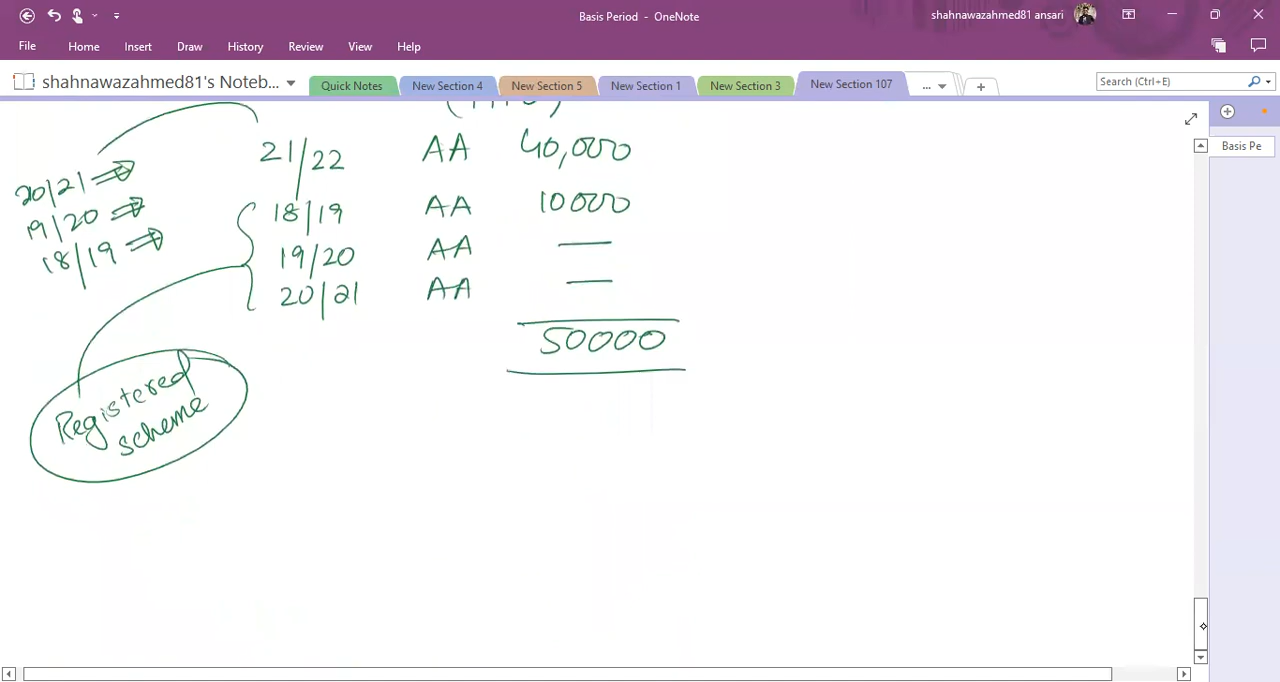 Basis Period - OneNote
shahnawazahmed81 ansari
File Home Insert Draw History Review View Help
shahnawazahmed81's Noteb...
Quick Notes
New Section 4
New Section 5
New Section 1
New Section 3
New Section 107
...
Search (Ctrl+E)
Basis Pe
21/22 AA 40,000
20/21 ⇒
19/20 ⇒
18/19 ⇒
18/19 AA 10000
19/20 AA —
20/21 AA —
50000
Registered
scheme